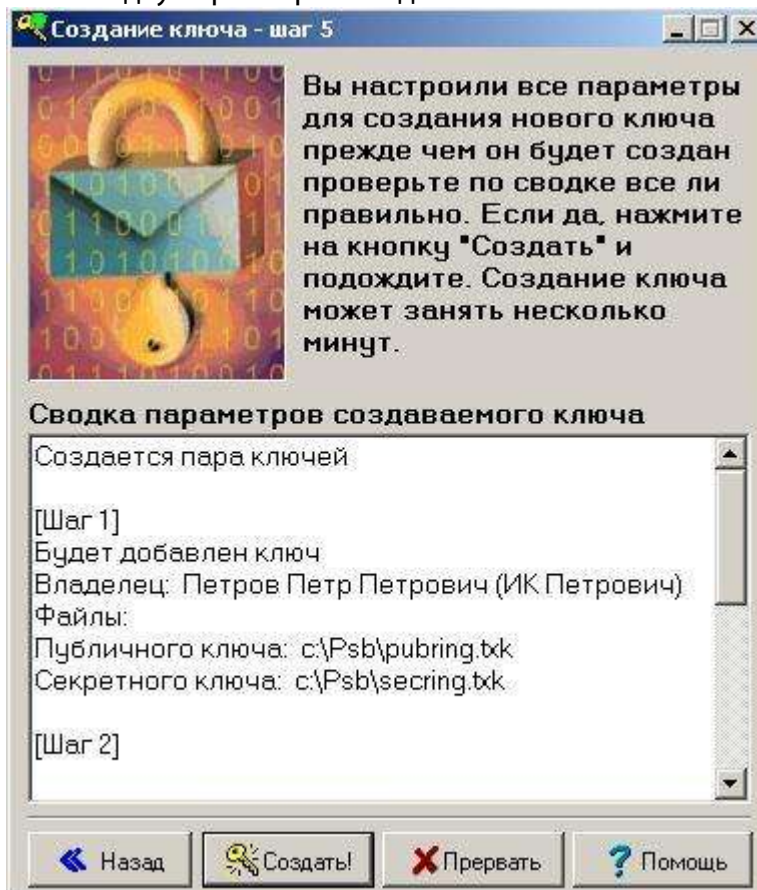 Создание ключа - шаг 5
Вы настроили все параметры
для создания нового ключа
прежде чем он будет создан
проверьте по сводке все ли
правильно. Если да, нажмите
на кнопку "Создать" и
подождите. Создание ключа
может занять несколько
минут.
Сводка параметров создаваемого ключа
Создается пара ключей
[Шаг 1]
Будет добавлен ключ
Владелец: Петров Петр Петрович (ИК Петрович)
Файлы:
Публичного ключа: c:\Psb\pubring.txk
Секретного ключа: c:\Psb\secring.txk
[Шаг 2]
Назад Создать! Прервать Помощь